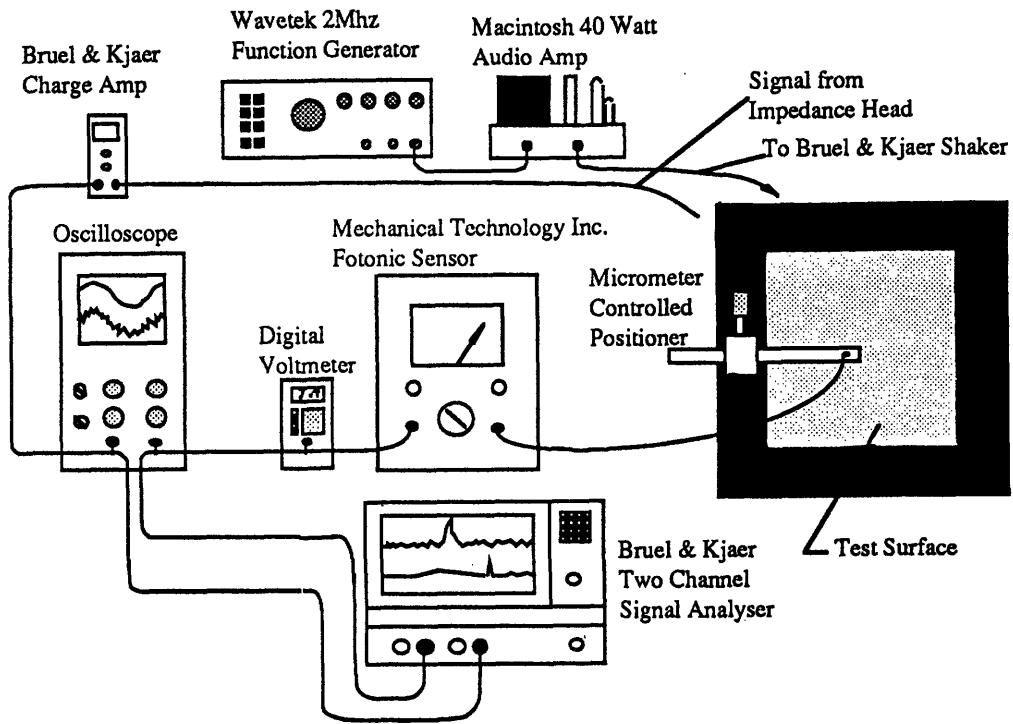 Wavetek 2Mhz
Function Generator
Macintosh 40 Watt
Audio Amp
Bruel & Kjaer
Charge Amp
Signal from
Impedance Head
To Bruel & Kjaer Shaker
Oscilloscope
Mechanical Technology Inc.
Fotonic Sensor
Micrometer
Controlled
Positioner
Digital
Voltmeter
Bruel & Kjaer
Two Channel
Signal Analyser
Test Surface